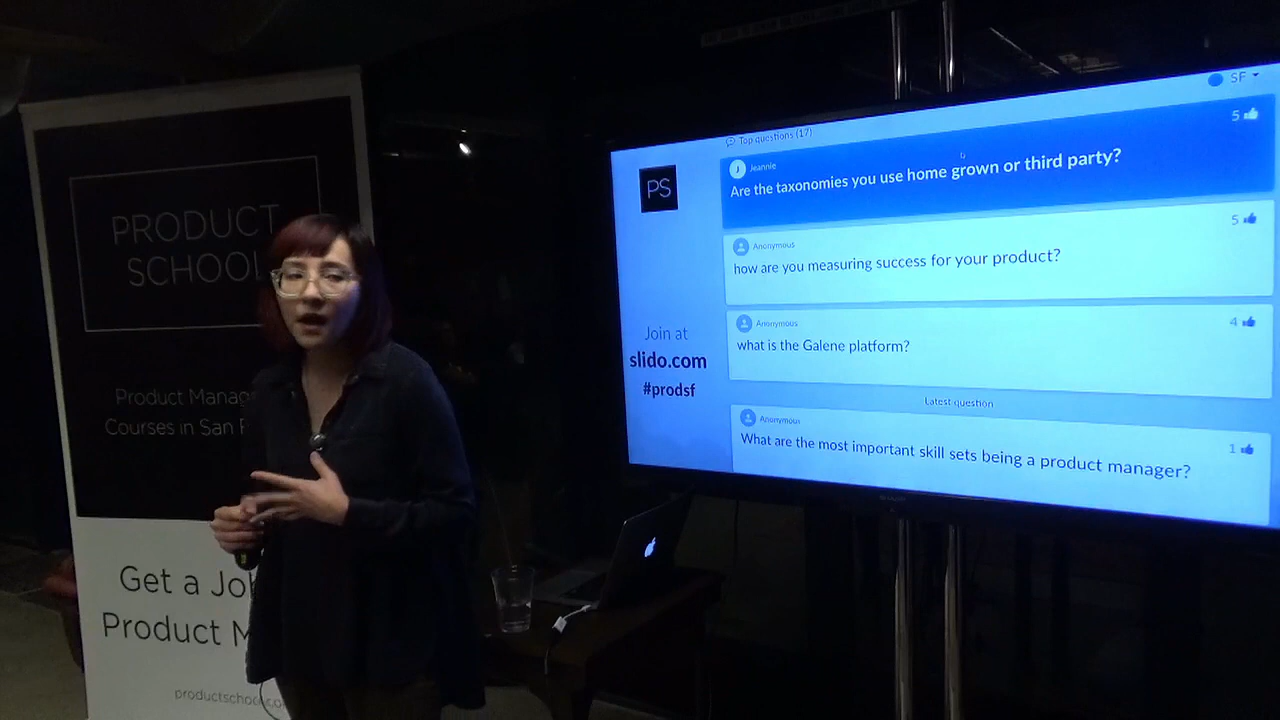 PRODUCT
SCHOOL
Product Manag
Courses in San F
Get a Jo
Product M
productschool.co
PS
Join at
slido.com
#prodsf
Top questions (17)
SF
Jeannie
5
Are the taxonomies you use home grown or third party?
Anonymous
5
how are you measuring success for your product?
Anonymous
4
what is the Galene platform?
Latest question
Anonymous
1
What are the most important skill sets being a product manager?